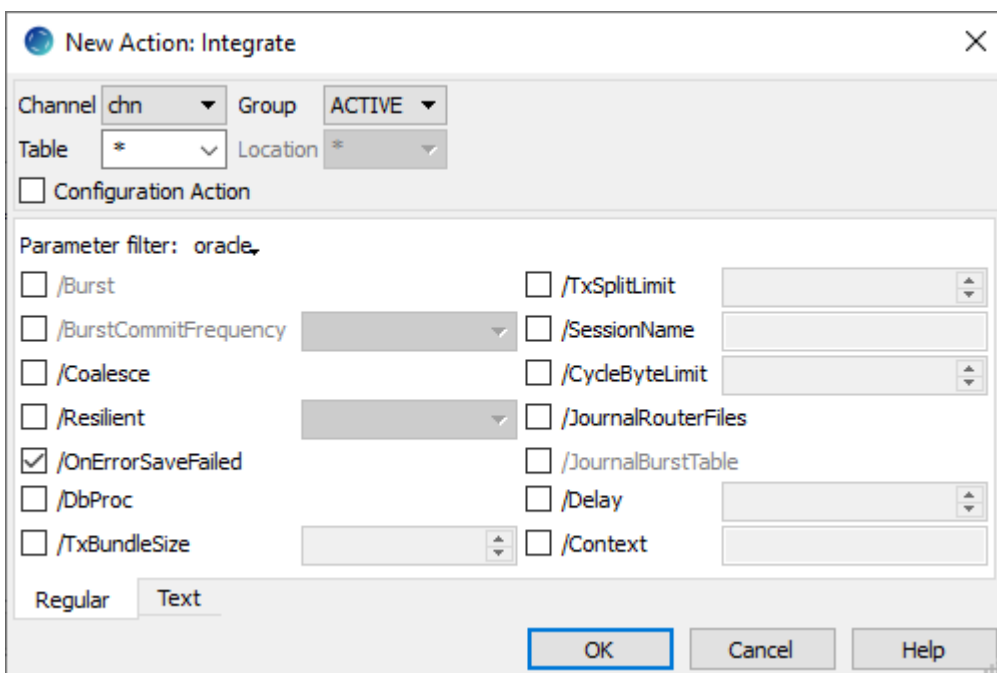 New Action: Integrate
Channel chn Group ACTIVE
Table * Location *
Configuration Action
Parameter filter: oracle
/Burst /TxSplitLimit
/BurstCommitFrequency /SessionName
/Coalesce /CycleByteLimit
/Resilient /JournalRouterFiles
/OnErrorSaveFailed /JournalBurstTable
/DbProc /Delay
/TxBundleSize /Context
Regular Text
OK Cancel Help